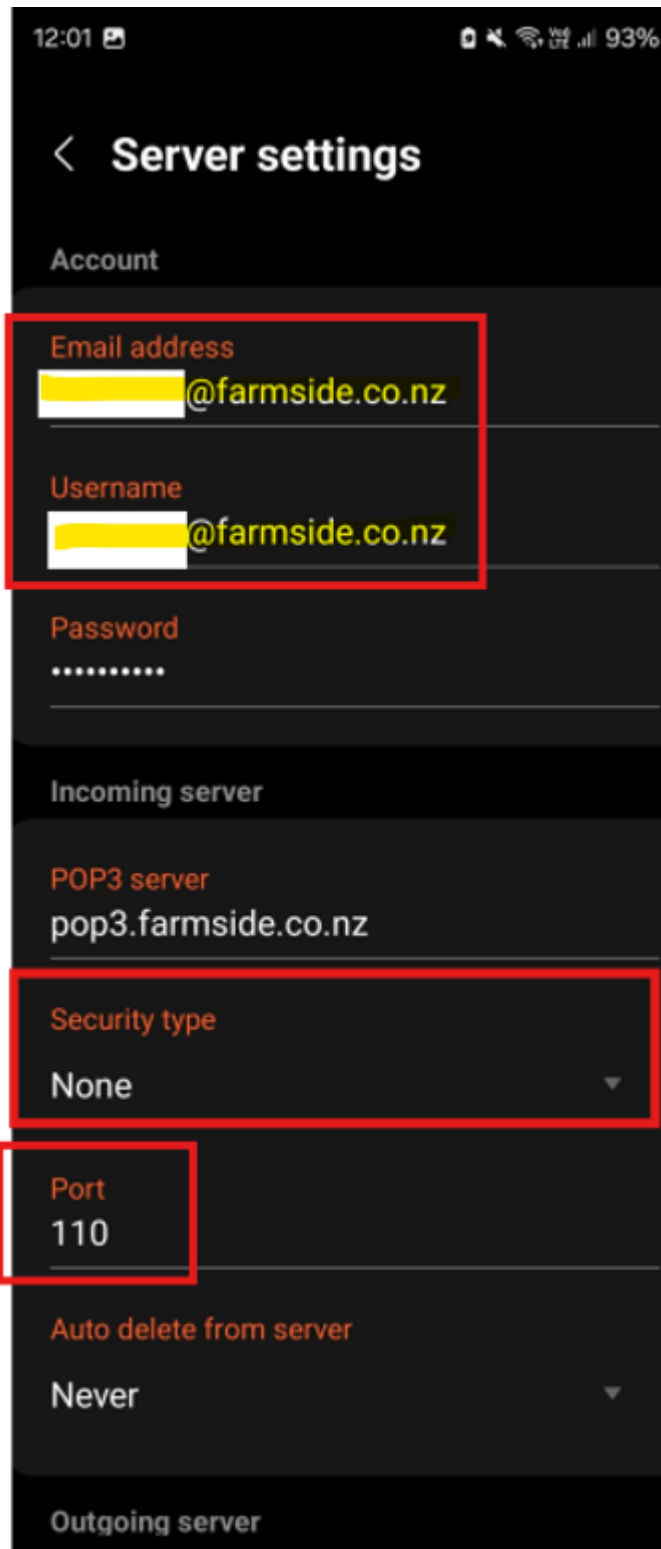 12:01 93%
Server settings
Account
Email address
@farmside.co.nz
Username
@farmside.co.nz
Password
••••••••••
Incoming server
POP3 server
pop3.farmside.co.nz
Security type
None
Port
110
Auto delete from server
Never
Outgoing server